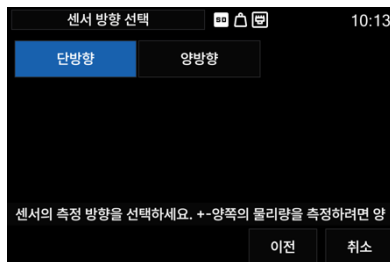 센서 방향 선택 10:13
단방향 양방향
센서의 측정 방향을 선택하세요. +-양쪽의 물리량을 측정하려면 양
이전 취소